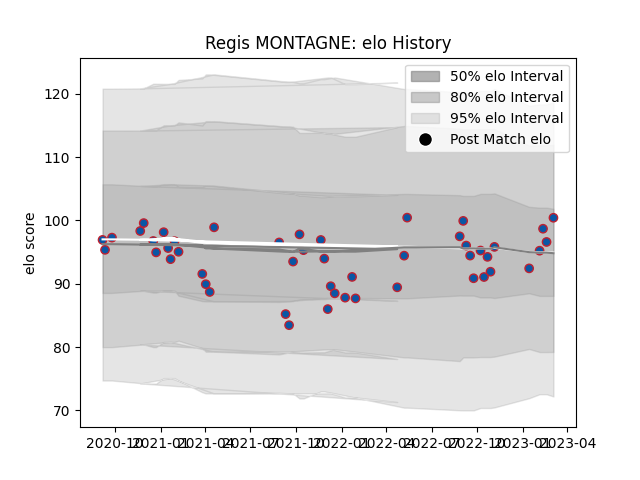 Regis MONTAGNE: elo History
50% elo Interval
80% elo Interval
95% elo Interval
Post Match elo
elo score
120
110
100
90
80
70
2020-10 2021-01 2021-04 2021-07 2021-10 2022-01 2022-04 2022-07 2022-10 2023-01 2023-04